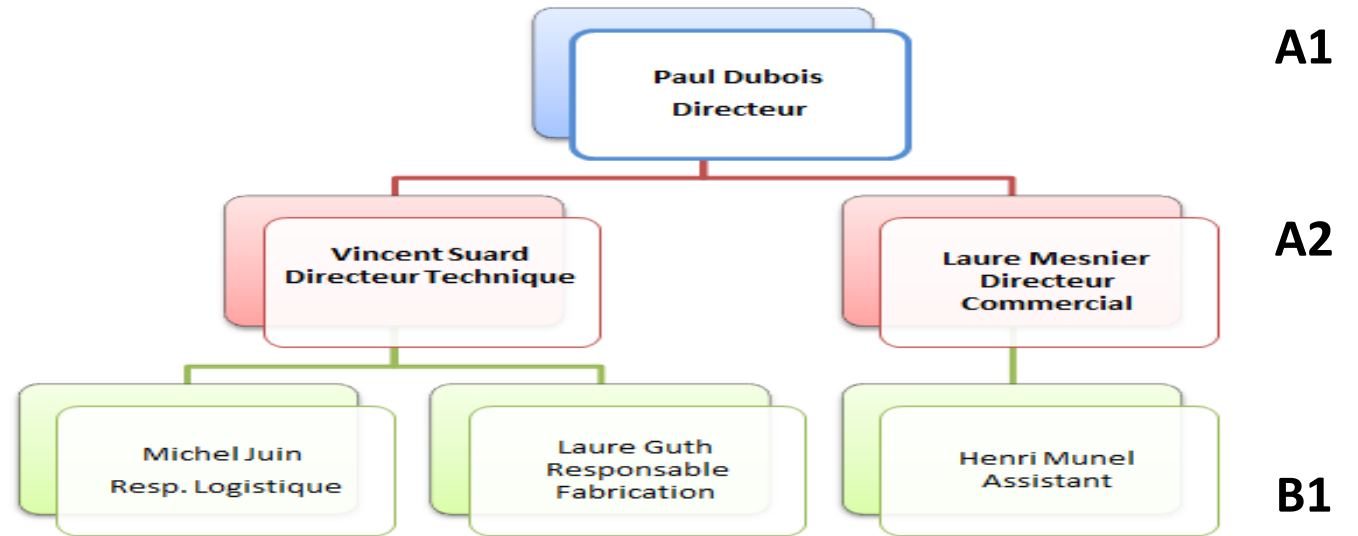 A1
Paul Dubois
Directeur
A2
Vincent Suard
Directeur Technique
Laure Mesnier
Directeur
Commercial
Michel Juin
Resp. Logistique
Laure Guth
Responsable
Fabrication
Henri Munel
Assistant
B1